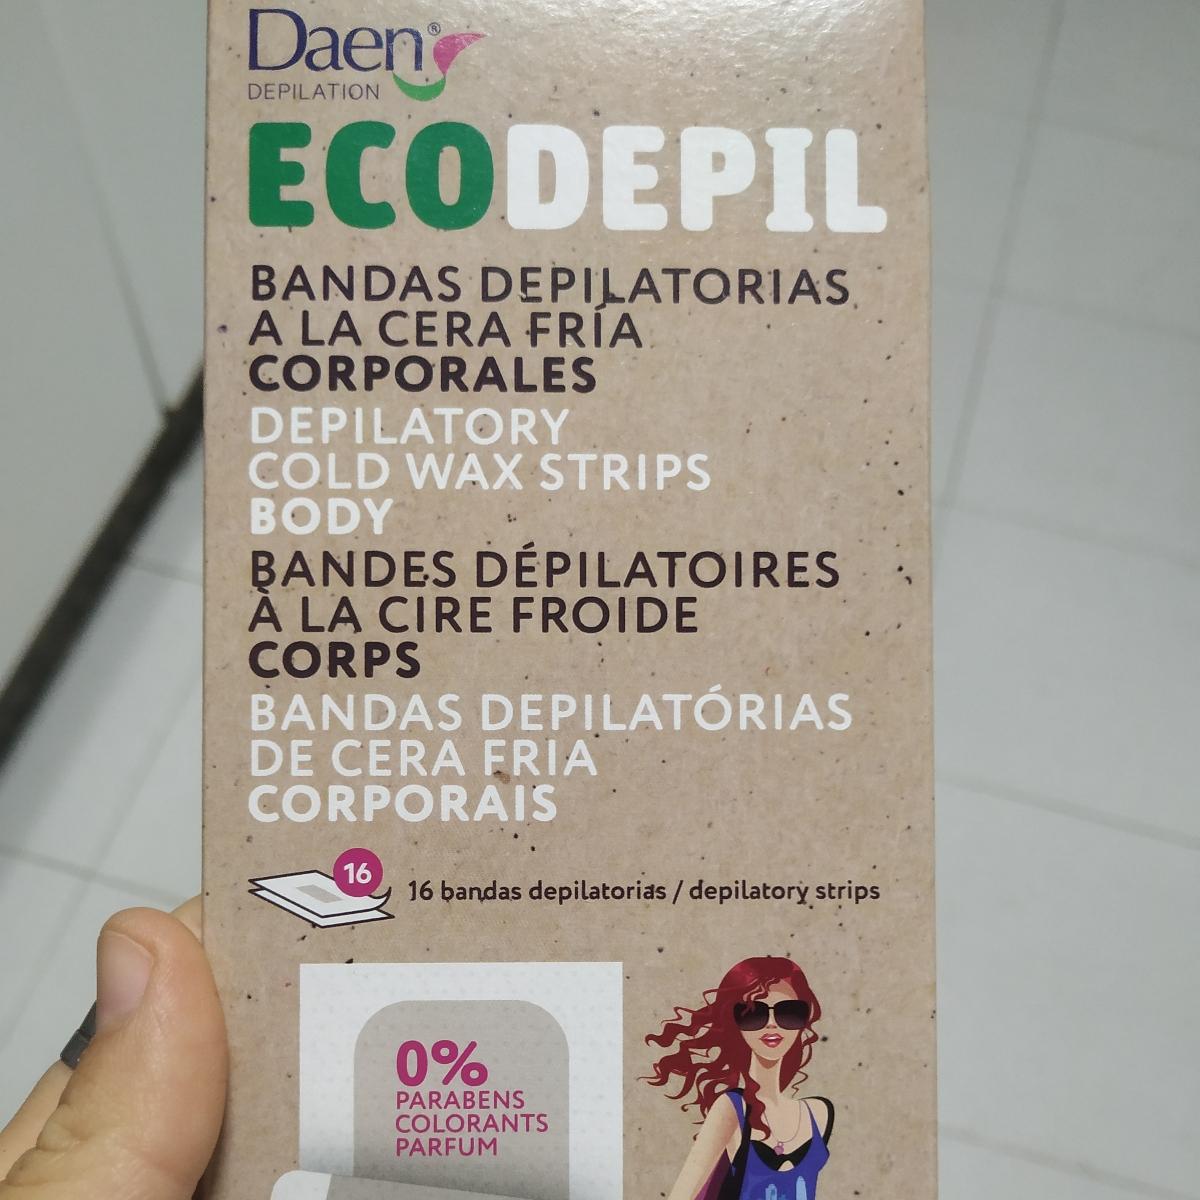 Daen®
DEPILATION
ECODEPIL
BANDAS DEPILATORIAS
A LA CERA FRÍA
CORPORALES
DEPILATORY
COLD WAX STRIPS
BODY
BANDES DÉPILATOIRES
À LA CIRE FROIDE
CORPS
BANDAS DEPILATÓRIAS
DE CERA FRIA
CORPORAIS
16
16 bandas depilatorias / depilatory strips
0%
PARABENS
COLORANTS
PARFUM